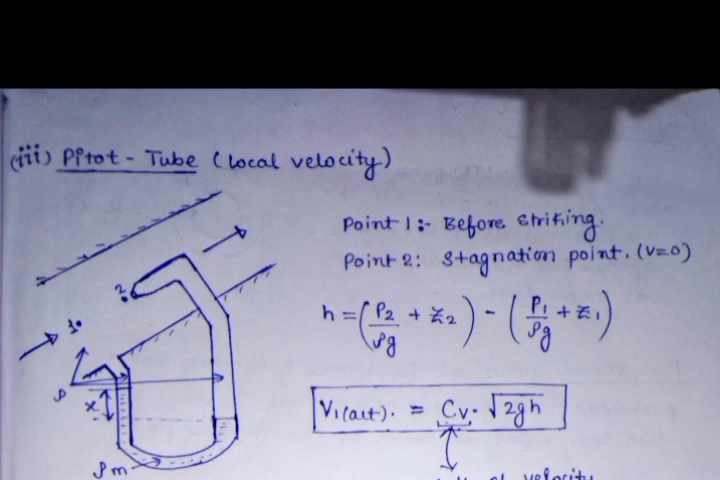 (iii) Pitot - Tube (local velocity)
Point 1:- Before striking.
Point 2: stagnation point. (V=0)
2.
h = (P2/ρg + Z2) - (P1/ρg + Z1)
1.
ρ
x
V1(act). = Cv. √2gh
ρm
velocity